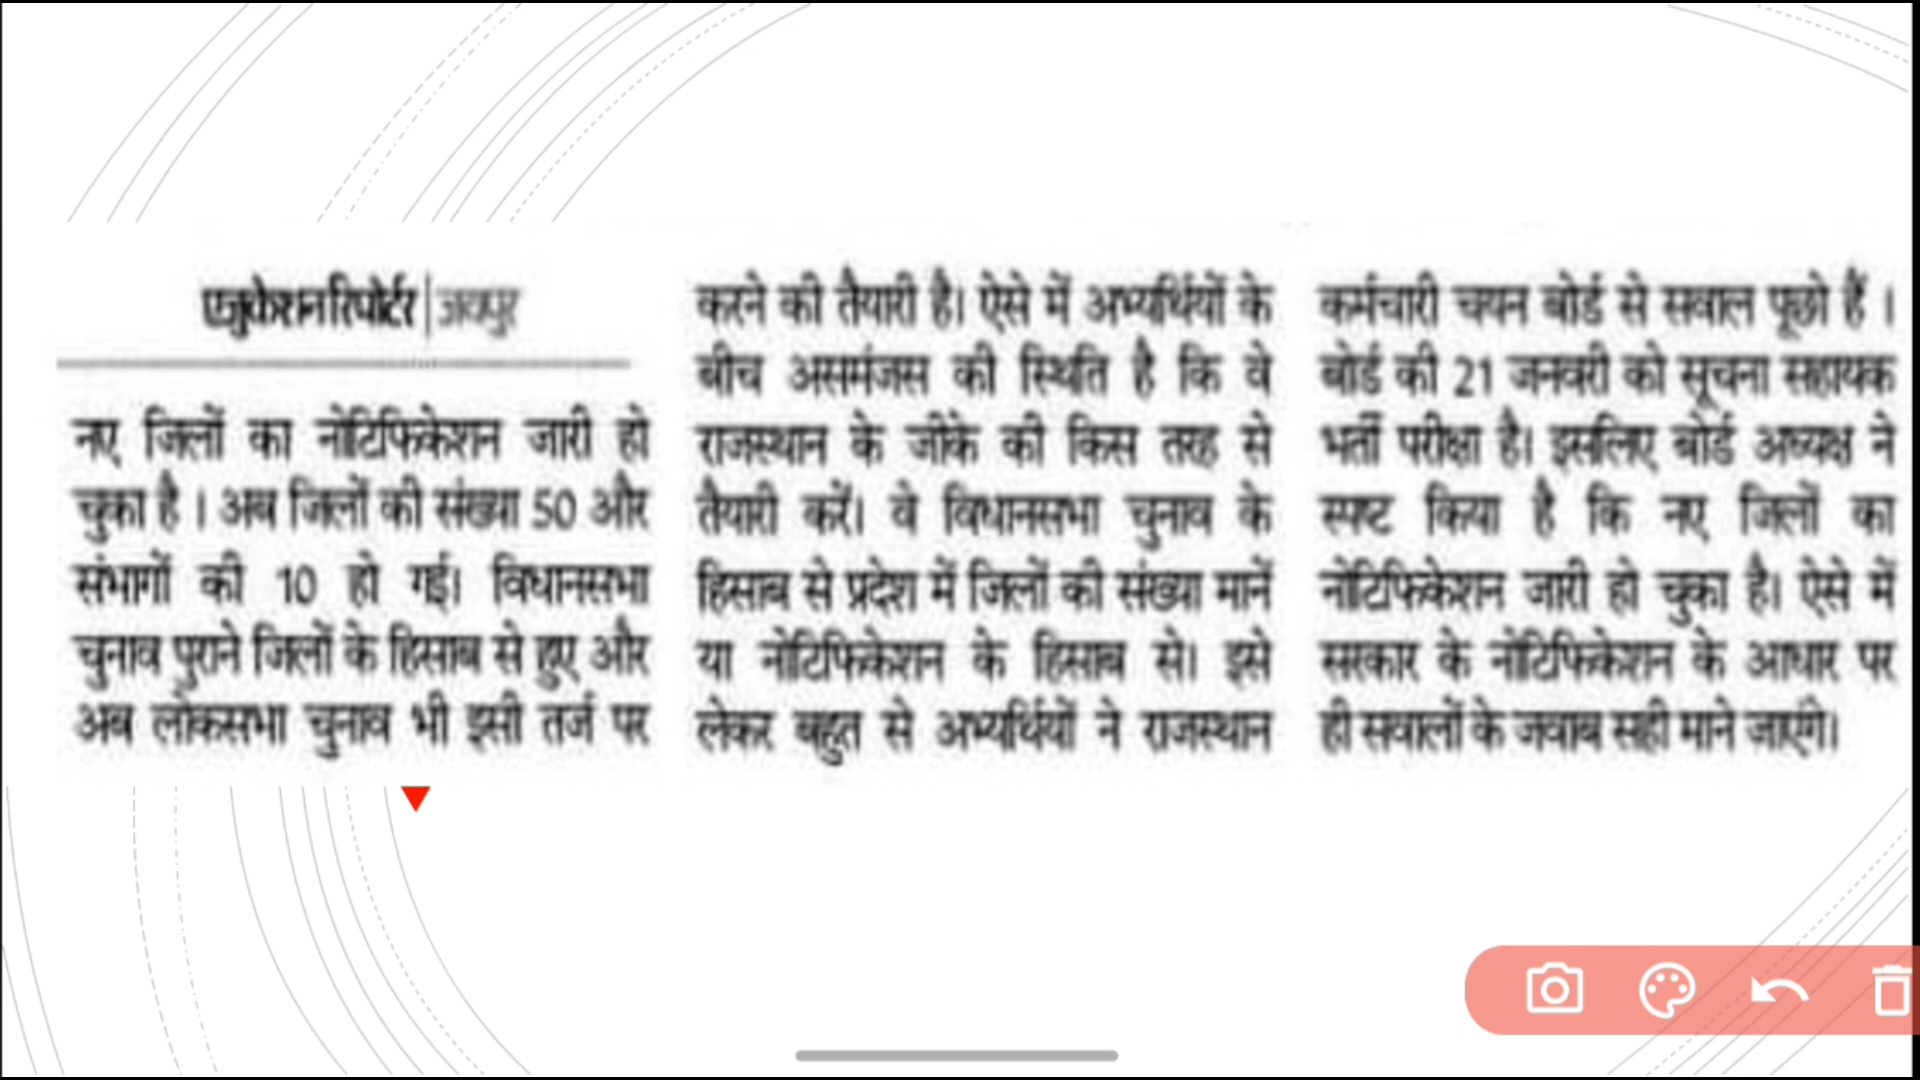 एजुकेशन रिपोर्टर | जयपुर
नए जिलों का नोटिफिकेशन जारी हो
चुका है । अब जिलों की संख्या 50 और
संभागों की 10 हो गई। विधानसभा
चुनाव पुराने जिलों के हिसाब से हुए और
अब लोकसभा चुनाव भी इसी तर्ज पर
करने की तैयारी है। ऐसे में अभ्यर्थियों के
बीच असमंजस की स्थिति है कि वे
राजस्थान के जीके की किस तरह से
तैयारी करें। वे विधानसभा चुनाव के
हिसाब से प्रदेश में जिलों की संख्या मानें
या नोटिफिकेशन के हिसाब से। इसे
लेकर बहुत से अभ्यर्थियों ने राजस्थान
कर्मचारी चयन बोर्ड से सवाल पूछो हैं ।
बोर्ड की 21 जनवरी को सूचना सहायक
भर्ती परीक्षा है। इसलिए बोर्ड अध्यक्ष ने
स्पष्ट किया है कि नए जिलों का
नोटिफिकेशन जारी हो चुका है। ऐसे में
सरकार के नोटिफिकेशन के आधार पर
ही सवालों के जवाब सही माने जाएंगे।